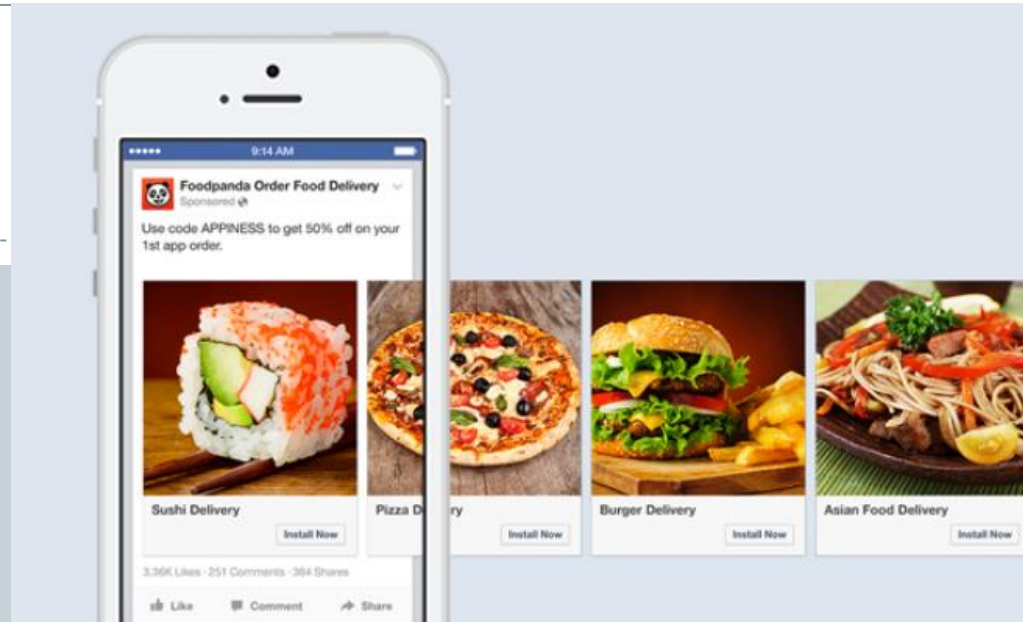 9:14 AM
Foodpanda Order Food Delivery
Sponsored
Use code APPINESS to get 50% off on your
1st app order.
Sushi Delivery
Install Now
Pizza D ry
Install Now
Burger Delivery
Install Now
Asian Food Delivery
Install Now
3.36K Likes · 251 Comments · 364 Shares
Like Comment Share